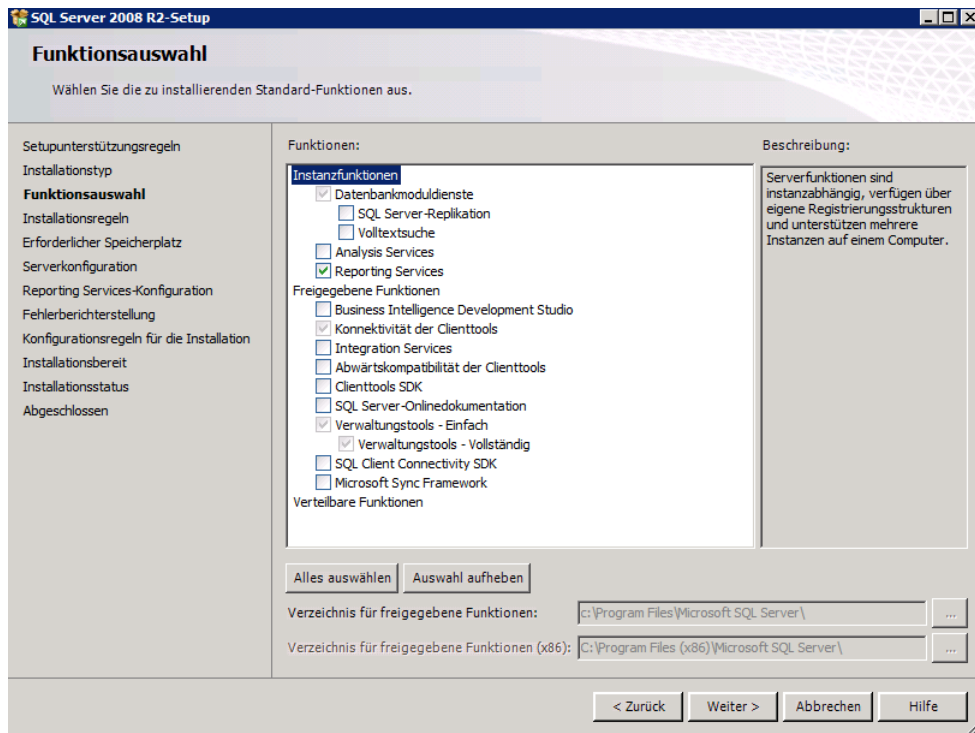 SQL Server 2008 R2-Setup
Funktionsauswahl
Wählen Sie die zu installierenden Standard-Funktionen aus.
Setupunterstützungsregeln
Installationstyp
Funktionsauswahl
Installationsregeln
Erforderlicher Speicherplatz
Serverkonfiguration
Reporting Services-Konfiguration
Fehlerberichterstellung
Konfigurationsregeln für die Installation
Installationsbereit
Installationsstatus
Abgeschlossen
Funktionen:
Instanzfunktionen
Datenbankmoduldienste
SQL Server-Replikation
Volltextsuche
Analysis Services
Reporting Services
Freigegebene Funktionen
Business Intelligence Development Studio
Konnektivität der Clienttools
Integration Services
Abwärtskompatibilität der Clienttools
Clienttools SDK
SQL Server-Onlinedokumentation
Verwaltungstools - Einfach
Verwaltungstools - Vollständig
SQL Client Connectivity SDK
Microsoft Sync Framework
Verteilbare Funktionen
Beschreibung:
Serverfunktionen sind
instanzabhängig, verfügen über
eigene Registrierungsstrukturen
und unterstützen mehrere
Instanzen auf einem Computer.
Alles auswählen Auswahl aufheben
Verzeichnis für freigegebene Funktionen: c:\Program Files\Microsoft SQL Server\ ...
Verzeichnis für freigegebene Funktionen (x86): C:\Program Files (x86)\Microsoft SQL Server\ ...
< Zurück Weiter > Abbrechen Hilfe